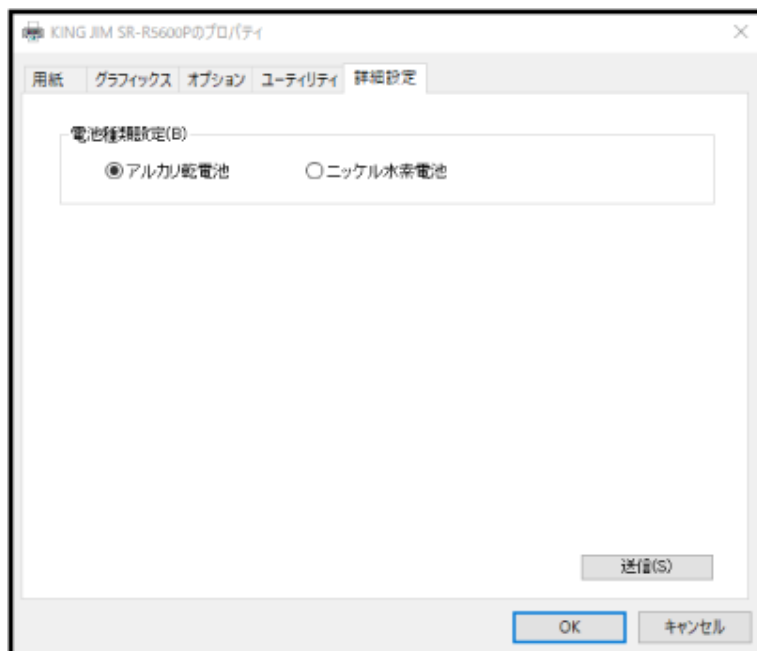 KING JIM SR-R5600Pのプロパティ
用紙 グラフィックス オプション ユーティリティ 詳細設定
電池種類設定(B)
アルカリ乾電池 ニッケル水素電池
送信(S)
OK キャンセル